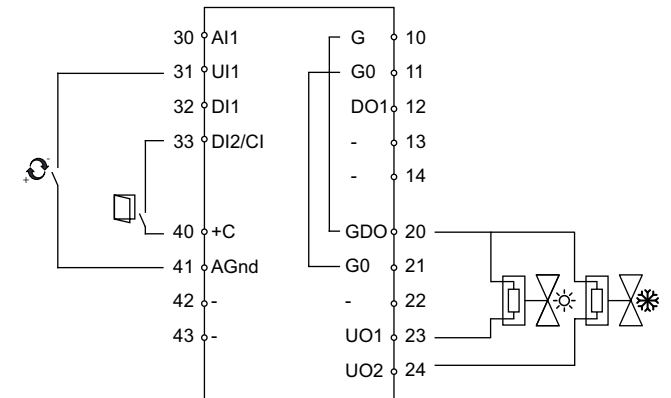 30 AI1 G 10
31 UI1 G0 11
32 DI1 DO1 12
33 DI2/CI - 13
- 14
40 +C GDO 20
41 AGnd G0 21
42 - - 22
43 - UO1 23
UO2 24
- +